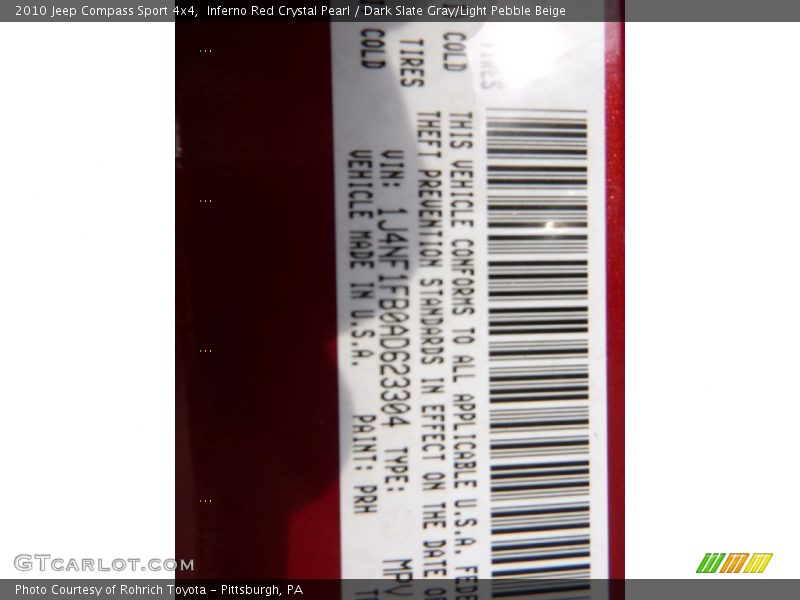 2010 Jeep Compass Sport 4x4,  Inferno Red Crystal Pearl / Dark Slate Gray/Light Pebble Beige
TIRES
COLD
TIRES
COLD
THIS VEHICLE CONFORMS TO ALL APPLICABLE U.S.A. FEDE
THEFT PREVENTION STANDARDS IN EFFECT ON THE DATE O
VIN: 1J4NF1FB0AD623304 TYPE: MPV
VEHICLE MADE IN U.S.A. PAINT: PRH
GTCARLOT.COM
Photo Courtesy of Rohrich Toyota - Pittsburgh, PA